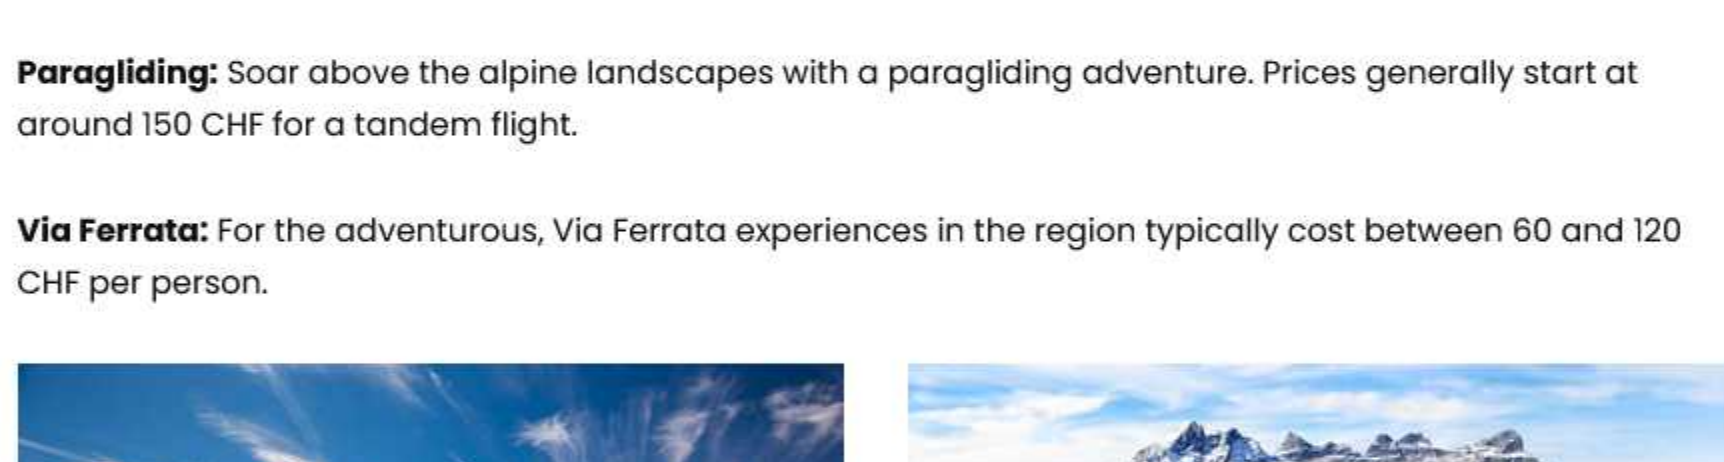 Paragliding: Soar above the alpine landscapes with a paragliding adventure. Prices generally start at
around 150 CHF for a tandem flight.
Via Ferrata: For the adventurous, Via Ferrata experiences in the region typically cost between 60 and 120
CHF per person.